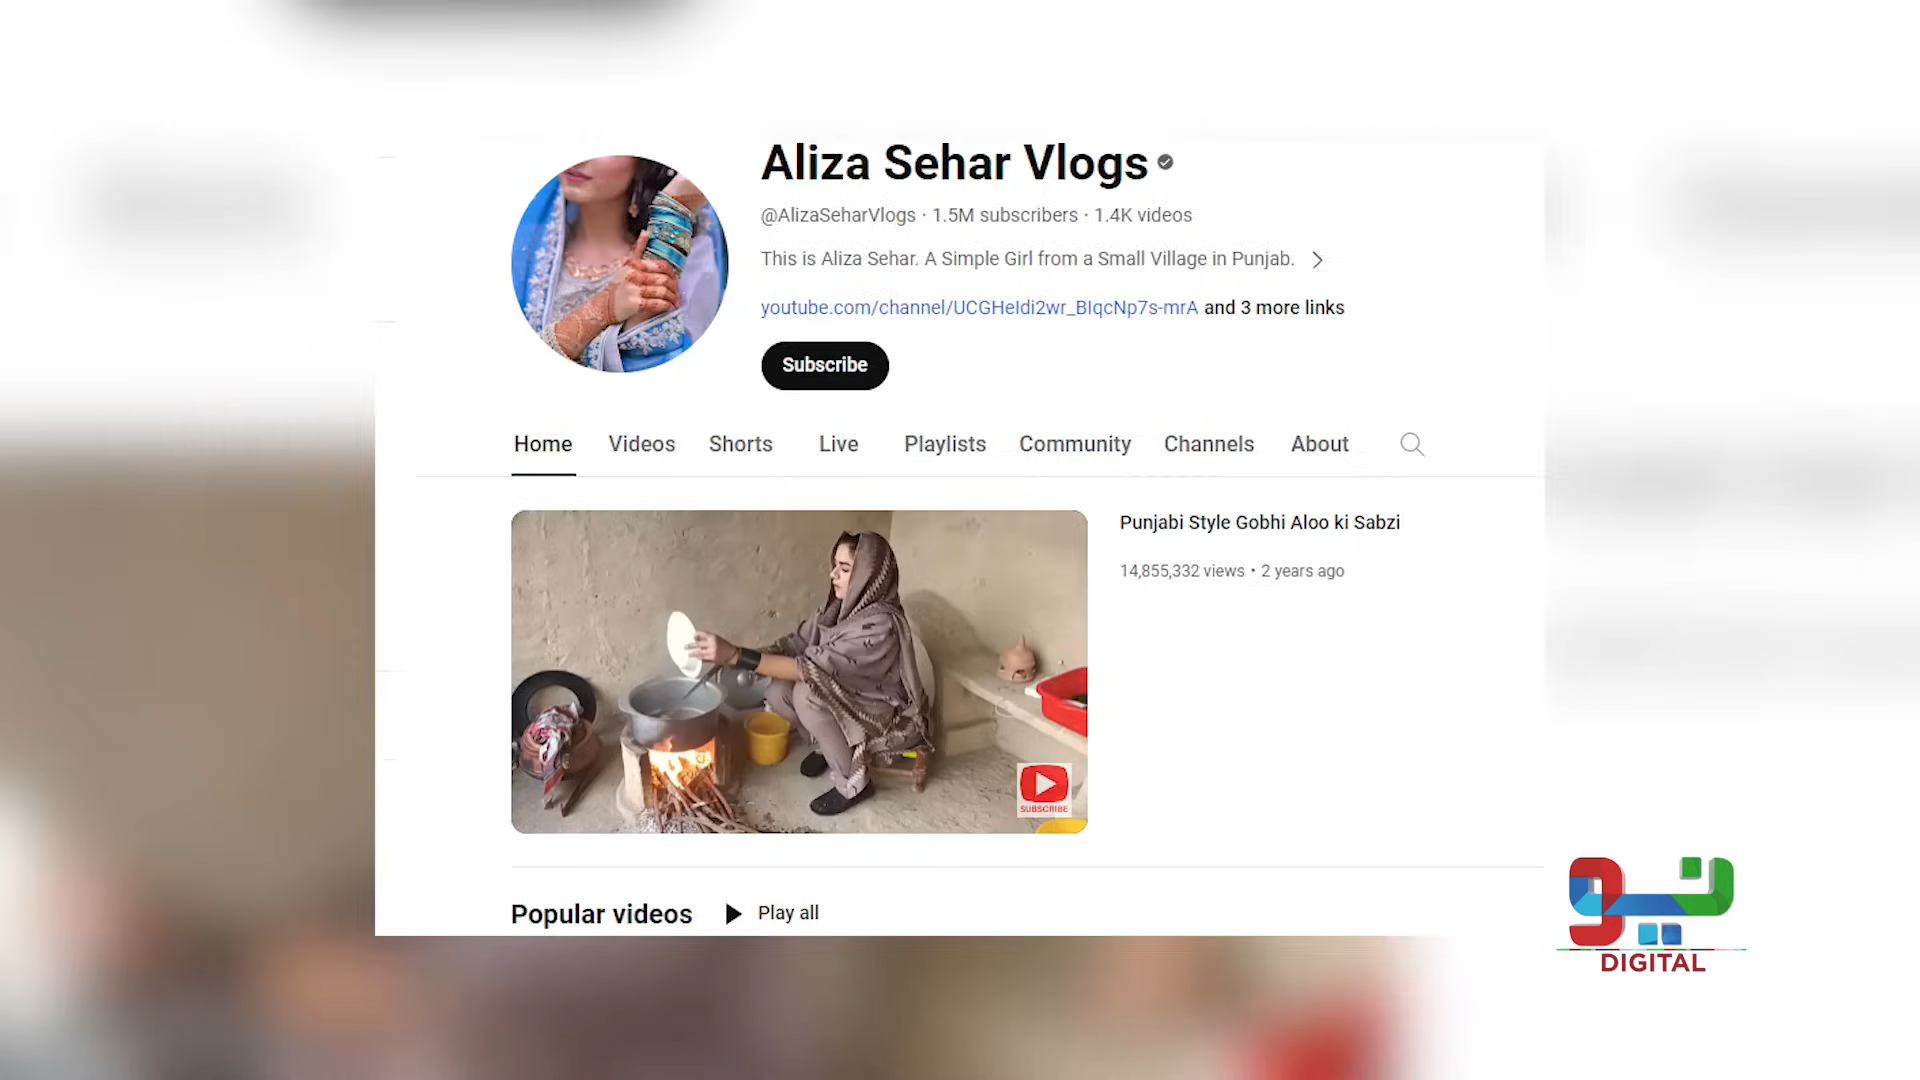 Aliza Sehar Vlogs
@AlizaSeharVlogs · 1.5M subscribers · 1.4K videos
This is Aliza Sehar. A Simple Girl from a Small Village in Punjab.
youtube.com/channel/UCGHeIdi2wr_BIqcNp7s-mrA and 3 more links
Subscribe
Home Videos Shorts Live Playlists Community Channels About
Punjabi Style Gobhi Aloo ki Sabzi
14,855,332 views • 2 years ago
SUBSCRIBE
Popular videos Play all
نیو
DIGITAL